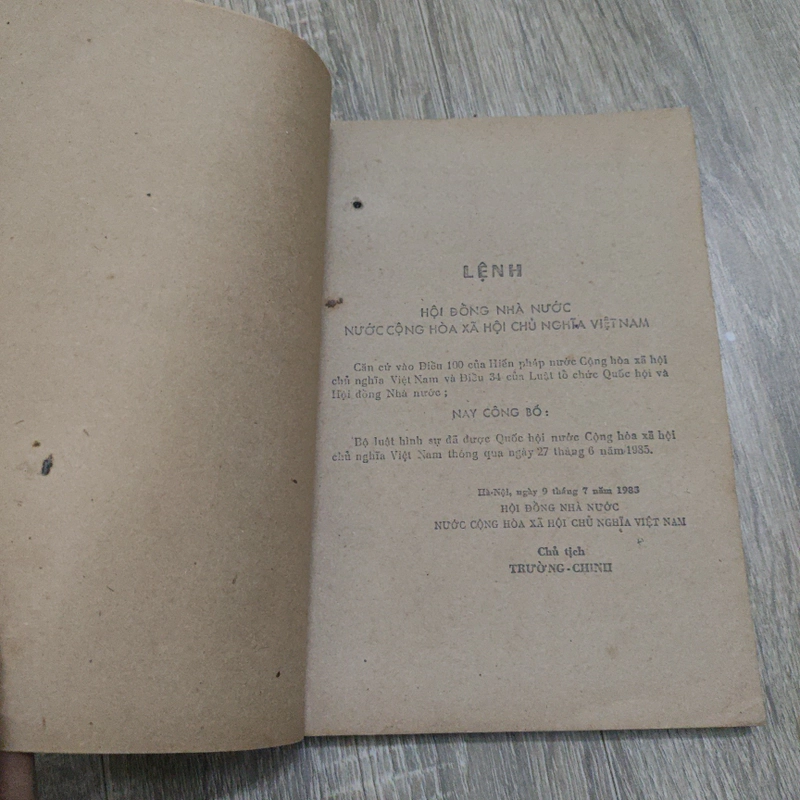 LỆNH
HỘI ĐỒNG NHÀ NƯỚC
NƯỚC CỘNG HÒA XÃ HỘI CHỦ NGHĨA VIỆT NAM
Căn cứ vào Điều 100 của Hiến pháp nước Cộng hòa xã hội
chủ nghĩa Việt Nam và Điều 34 của Luật tổ chức Quốc hội và
Hội đồng Nhà nước ;
NAY CÔNG BỐ :
Bộ luật hình sự đã được Quốc hội nước Cộng hòa xã hội
chủ nghĩa Việt Nam thông qua ngày 27 tháng 6 năm 1985.
Hà-Nội, ngày 9 tháng 7 năm 1985
HỘI ĐỒNG NHÀ NƯỚC
NƯỚC CỘNG HÒA XÃ HỘI CHỦ NGHĨA VIỆT NAM
Chủ tịch
TRƯỜNG-CHINH